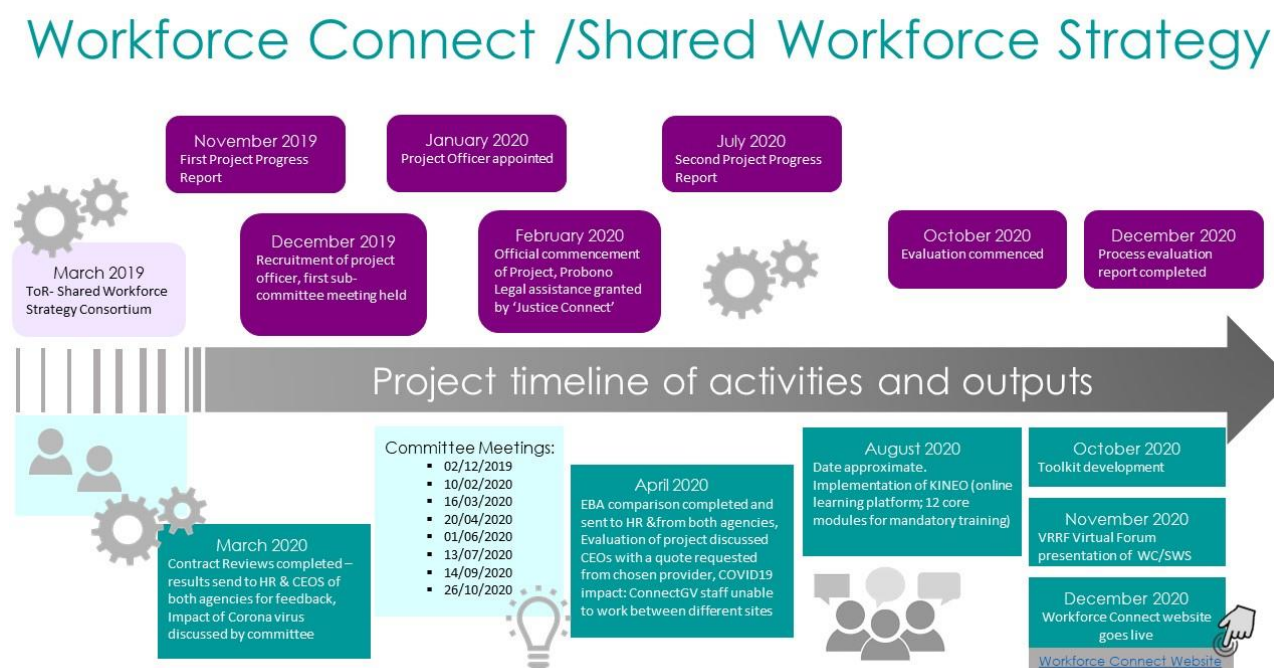 Workforce Connect /Shared Workforce Strategy
November 2019
First Project Progress
Report
January 2020
Project Officer appointed
July 2020
Second Project Progress
Report
March 2019
ToR- Shared Workforce
Strategy Consortium
December 2019
Recruitment of project
officer, first sub-
committee meeting held
February 2020
Official commencement
of Project, Probono
Legal assistance granted
by ‘Justice Connect’
October 2020
Evaluation commenced
December 2020
Process evaluation
report completed
Project timeline of activities and outputs
March 2020
Contract Reviews completed –
results send to HR & CEOS of
both agencies for feedback,
Impact of Corona virus
discussed by committee
Committee Meetings:
▪ 02/12/2019
▪ 10/02/2020
▪ 16/03/2020
▪ 20/04/2020
▪ 01/06/2020
▪ 13/07/2020
▪ 14/09/2020
▪ 26/10/2020
April 2020
EBA comparison completed and
sent to HR &from both agencies,
Evaluation of project discussed
CEOs with a quote requested
from chosen provider, COVID19
impact: ConnectGV staff unable
to work between different sites
August 2020
Date approximate.
Implementation of KINEO (online
learning platform; 12 core
modules for mandatory training)
October 2020
Toolkit development
November 2020
VRRF Virtual Forum
presentation of WC/SWS
December 2020
Workforce Connect website
goes live
Workforce Connect Website